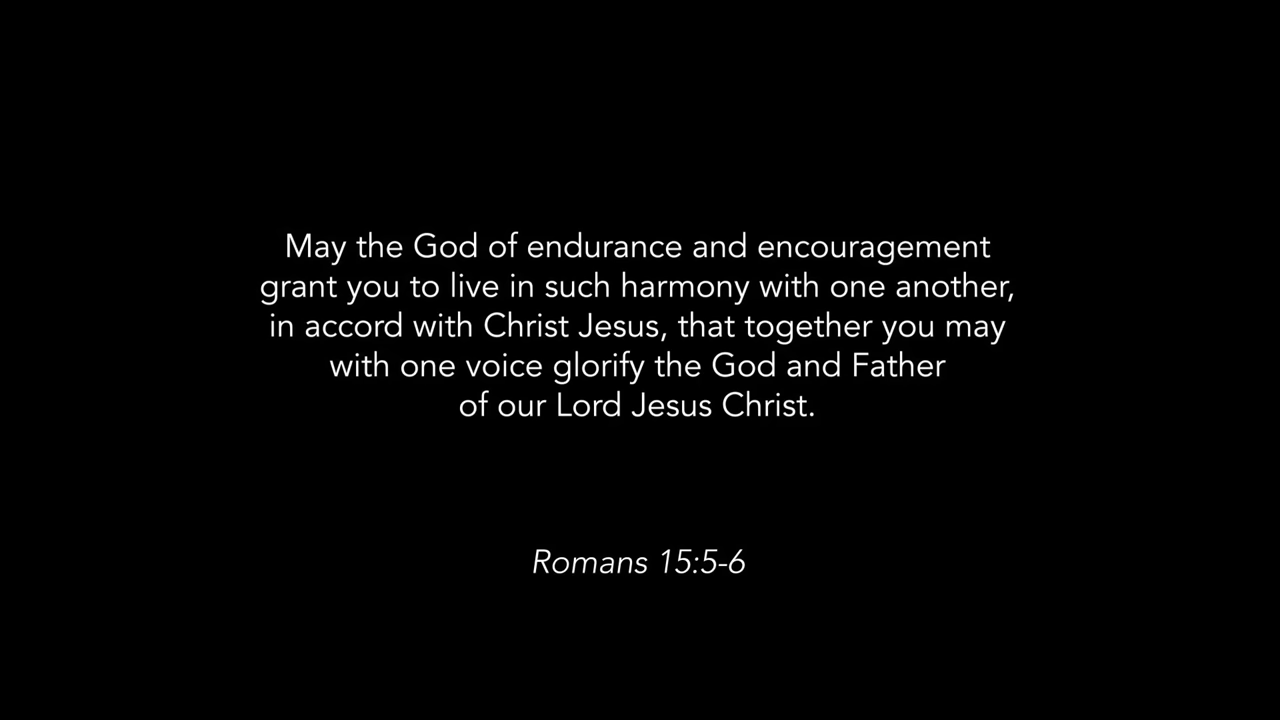 May the God of endurance and encouragement
grant you to live in such harmony with one another,
in accord with Christ Jesus, that together you may
with one voice glorify the God and Father
of our Lord Jesus Christ.
Romans 15:5-6